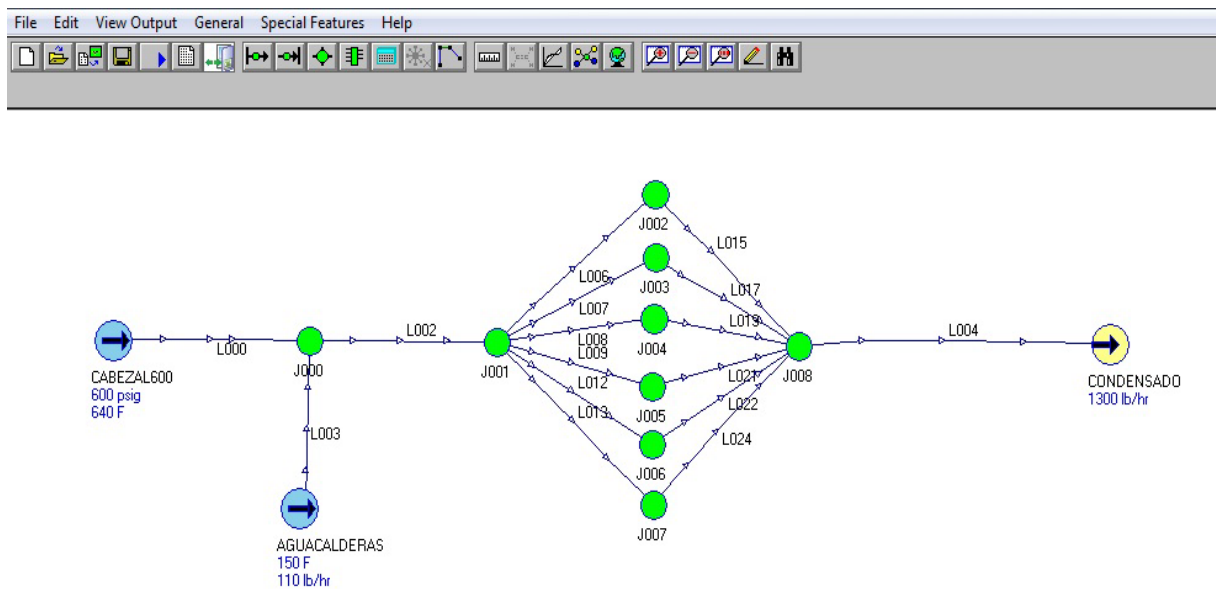 File Edit View Output General Special Features Help
J002
L015
L006
J003
L017
L007
L002
L004
L000
J000
J001
L008
L009
J004
L019
J008
L012
L021
J005
L022
L013
L024
J006
J007
CABEZAL600
600 psig
640 F
CONDENSADO
1300 lb/hr
L003
AGUACALDERAS
150 F
110 lb/hr